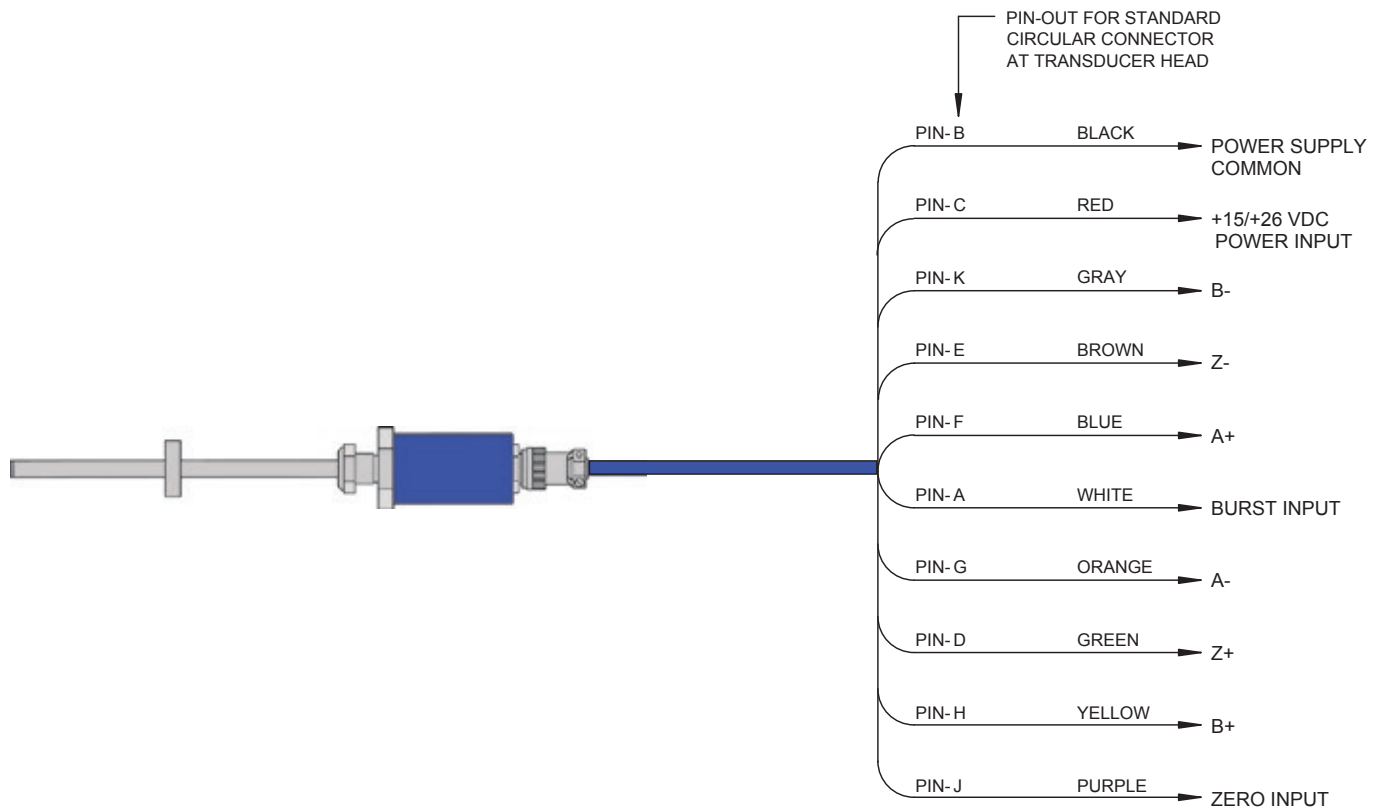 PIN-OUT FOR STANDARD
CIRCULAR CONNECTOR
AT TRANSDUCER HEAD
PIN-B BLACK POWER SUPPLY
COMMON
PIN-C RED +15/+26 VDC
POWER INPUT
PIN-K GRAY B-
PIN-E BROWN Z-
PIN-F BLUE A+
PIN-A WHITE BURST INPUT
PIN-G ORANGE A-
PIN-D GREEN Z+
PIN-H YELLOW B+
PIN-J PURPLE ZERO INPUT